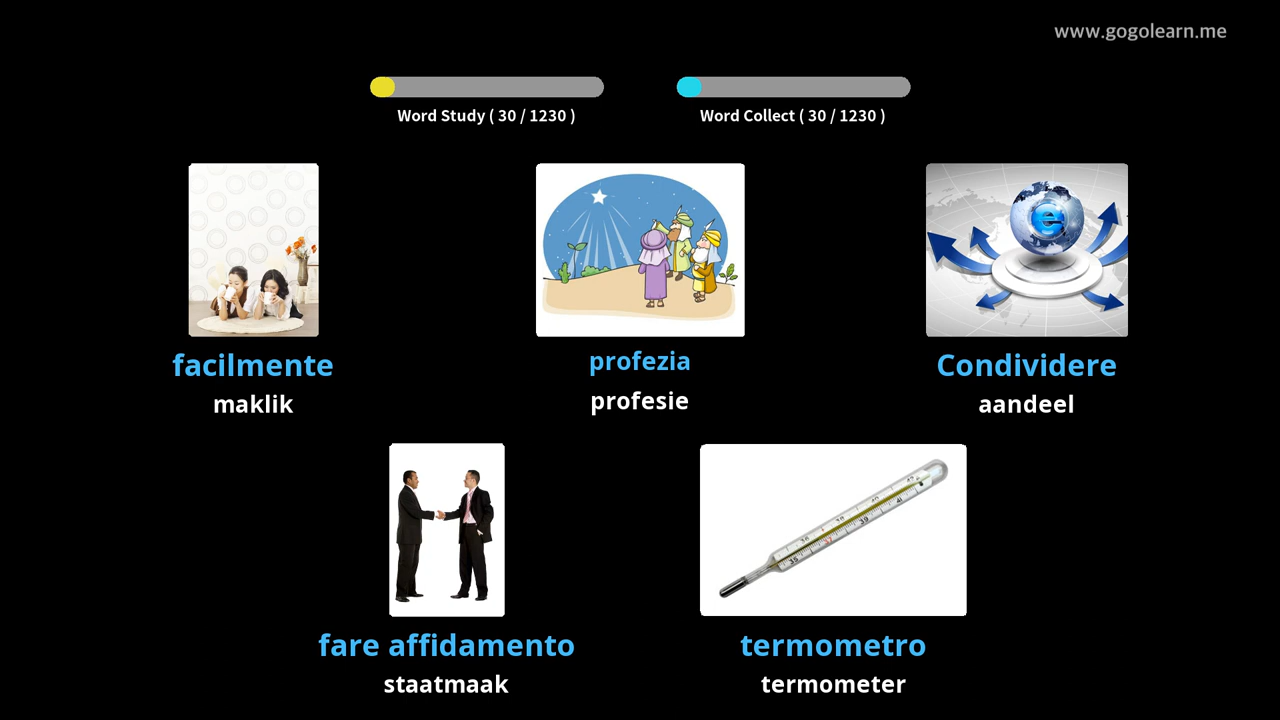 www.gogolearn.me
Word Study ( 30 / 1230 )
Word Collect ( 30 / 1230 )
e
facilmente
maklik
profezia
profesie
Condividere
aandeel
fare affidamento
staatmaak
termometro
termometer